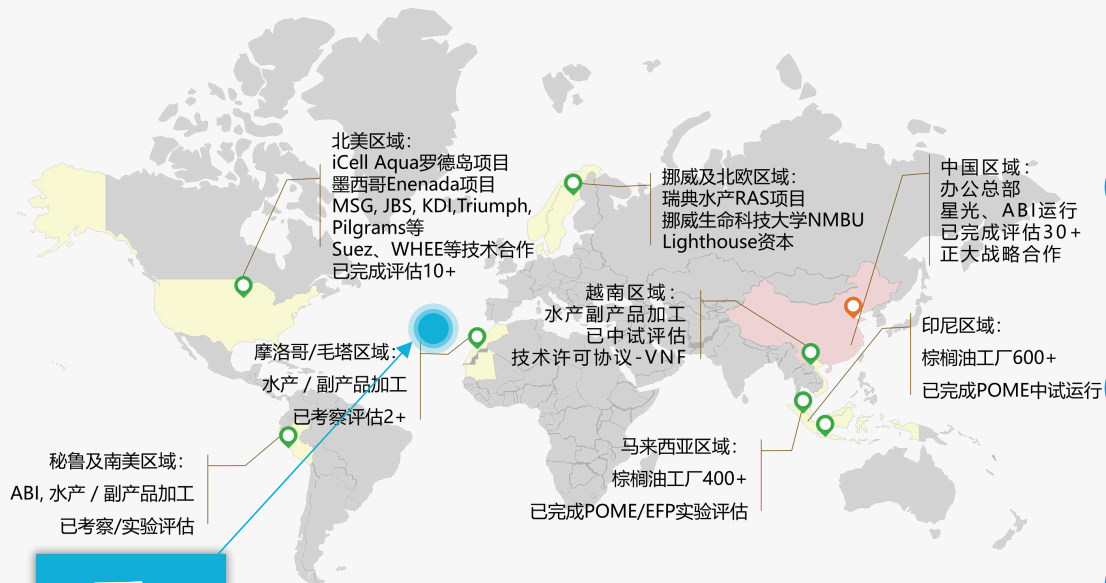 北美区域：
iCell Aqua罗德岛项目
墨西哥Enenada项目
MSG, JBS, KDI,Triumph,
Pilgrams等
Suez、WHEE等技术合作
已完成评估10+
挪威及北欧区域：
瑞典水产RAS项目
挪威生命科技大学NMBU
Lighthouse资本
中国区域：
办公总部
星光、ABI运行
已完成评估30+
正大战略合作
越南区域：
水产副产品加工
已中试评估
技术许可协议-VNF
印尼区域：
棕榈油工厂600+
已完成POME中试运行
摩洛哥/毛塔区域：
水产 / 副产品加工
已考察评估2+
马来西亚区域：
棕榈油工厂400+
已完成POME/EFP实验评估
秘鲁及南美区域：
ABI, 水产 / 副产品加工
已考察/实验评估